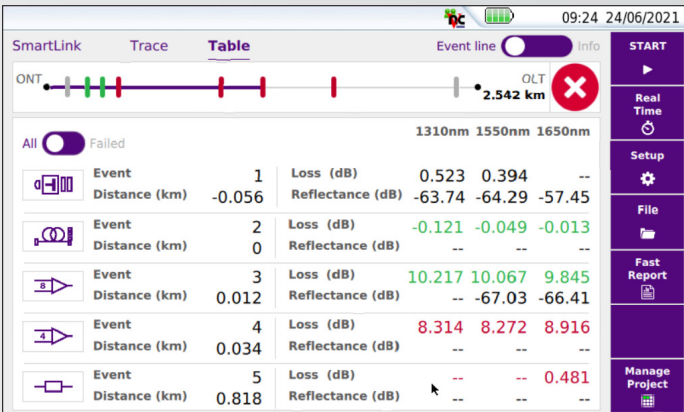 nc 09:24 24/06/2021
SmartLink Trace Table Event line Info START
ONT OLT
2.542 km
Real
Time
Setup
File
Fast
Report
Manage
Project
1310nm 1550nm 1650nm
All Failed
Event 1 Loss (dB) 0.523 0.394 --
Distance (km) -0.056 Reflectance (dB) -63.74 -64.29 -57.45
Event 2 Loss (dB) -0.121 -0.049 -0.013
Distance (km) 0 Reflectance (dB) -- -- --
8 Event 3 Loss (dB) 10.217 10.067 9.845
Distance (km) 0.012 Reflectance (dB) -- -67.03 -66.41
4 Event 4 Loss (dB) 8.314 8.272 8.916
Distance (km) 0.034 Reflectance (dB) -- -- --
Event 5 Loss (dB) -- -- 0.481
Distance (km) 0.818 Reflectance (dB) -- -- --